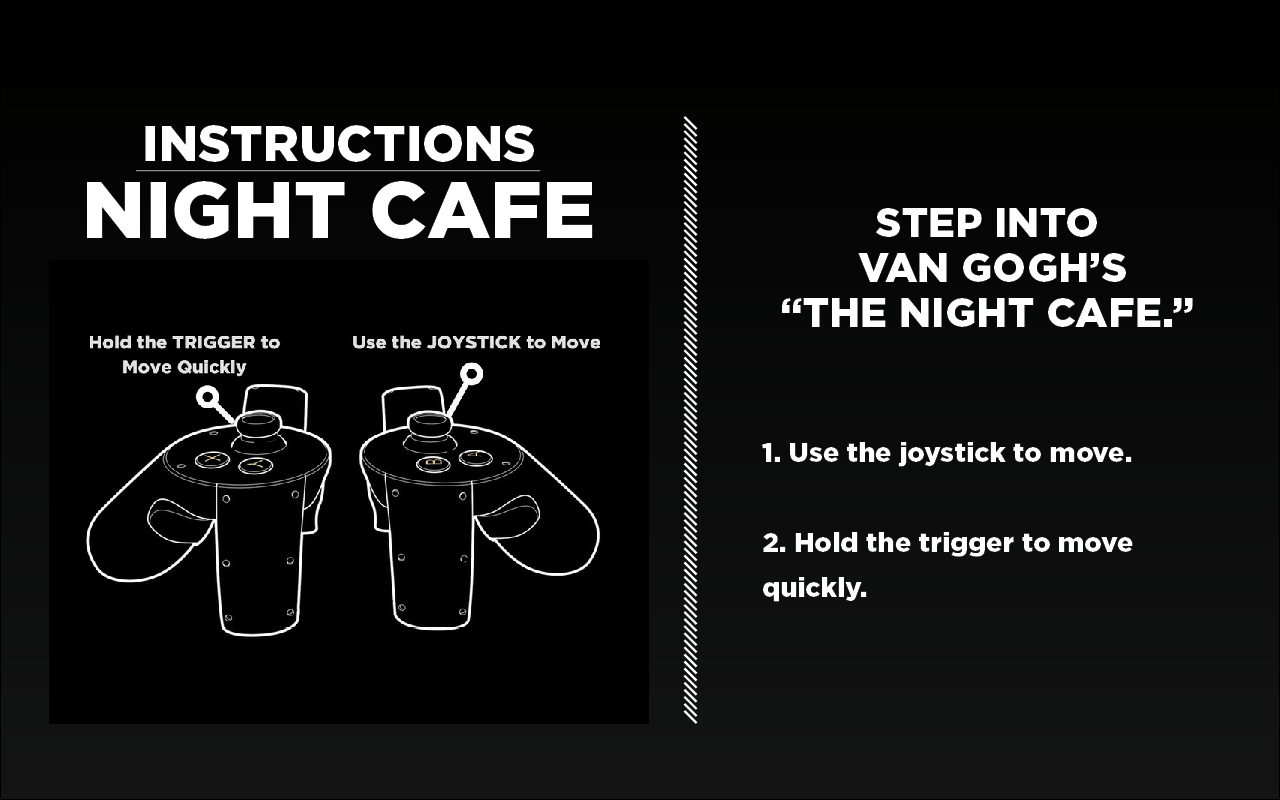 INSTRUCTIONS
NIGHT CAFE
Hold the TRIGGER to
Move Quickly
Use the JOYSTICK to Move
X
Y
B
A
STEP INTO
VAN GOGH’S
“THE NIGHT CAFE.”
1. Use the joystick to move.
2. Hold the trigger to move
quickly.